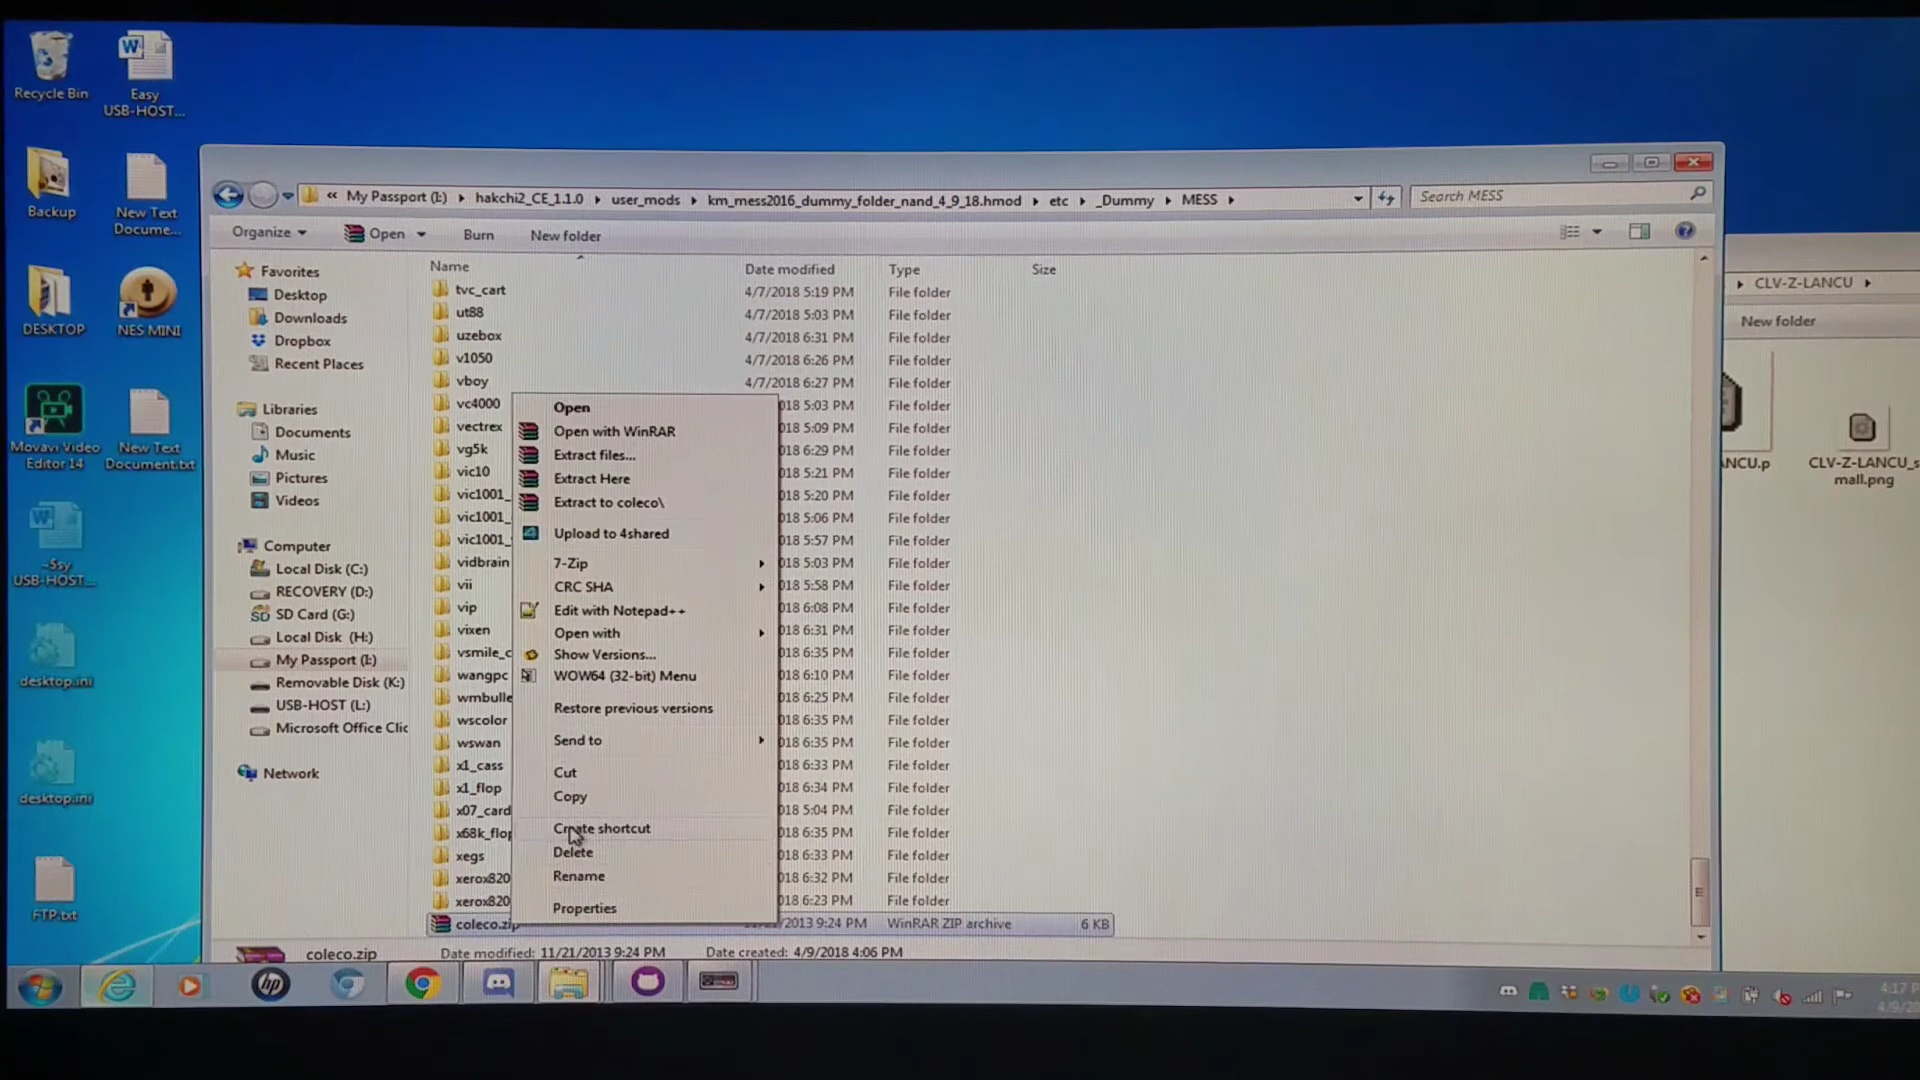 Recycle Bin
Easy
USB-HOST...
Backup
New Text
Docume...
DESKTOP
NES MINI
Movavi Video
Editor 14
New Text
Document.txt
~$sy
USB-HOST...
desktop.ini
desktop.ini
FTP.txt
« My Passport (I:) hakchi2_CE_1.1.0 user_mods km_mess2016_dummy_folder_nand_4_9_18.hmod etc _Dummy MESS
Search MESS
Organize Open Burn New folder
Favorites
Desktop
Downloads
Dropbox
Recent Places
Libraries
Documents
Music
Pictures
Videos
Computer
Local Disk (C:)
RECOVERY (D:)
SD Card (G:)
Local Disk (H:)
My Passport (I:)
Removable Disk (K:)
USB-HOST (L:)
Microsoft Office Clic
Network
Name Date modified Type Size
tvc_cart 4/7/2018 5:19 PM File folder
ut88 4/7/2018 5:03 PM File folder
uzebox 4/7/2018 6:31 PM File folder
v1050 4/7/2018 6:26 PM File folder
vboy 4/7/2018 6:27 PM File folder
vc4000 018 5:03 PM File folder
vectrex 018 5:09 PM File folder
vg5k 018 6:29 PM File folder
vic10 018 5:21 PM File folder
vic1001_ 018 5:20 PM File folder
vic1001_ 018 5:06 PM File folder
vic1001_ 018 5:57 PM File folder
vidbrain 018 5:03 PM File folder
vii 018 5:58 PM File folder
vip 018 6:08 PM File folder
vixen 018 6:31 PM File folder
vsmile_c 018 6:31 PM File folder
wangpc 018 6:10 PM File folder
wmbulle 018 6:25 PM File folder
wscolor 018 6:35 PM File folder
wswan 018 6:35 PM File folder
x1_cass 018 6:33 PM File folder
x1_flop 018 6:34 PM File folder
x07_card 018 5:04 PM File folder
x68k_flop 018 6:35 PM File folder
xegs 018 6:33 PM File folder
xerox820 018 6:32 PM File folder
xerox820 018 6:23 PM File folder
coleco.zip /2013 9:24 PM WinRAR ZIP archive 6 KB
Open
Open with WinRAR
Extract files...
Extract Here
Extract to coleco\
Upload to 4shared
7-Zip
CRC SHA
Edit with Notepad++
Open with
Show Versions...
WOW64 (32-bit) Menu
Restore previous versions
Send to
Cut
Copy
Create shortcut
Delete
Rename
Properties
coleco.zip Date modified: 11/21/2013 9:24 PM Date created: 4/9/2018 4:06 PM
CLV-Z-LANCU
New folder
NCU.p
CLV-Z-LANCU_s
mall.png
hp
4:17 P
4/9/20